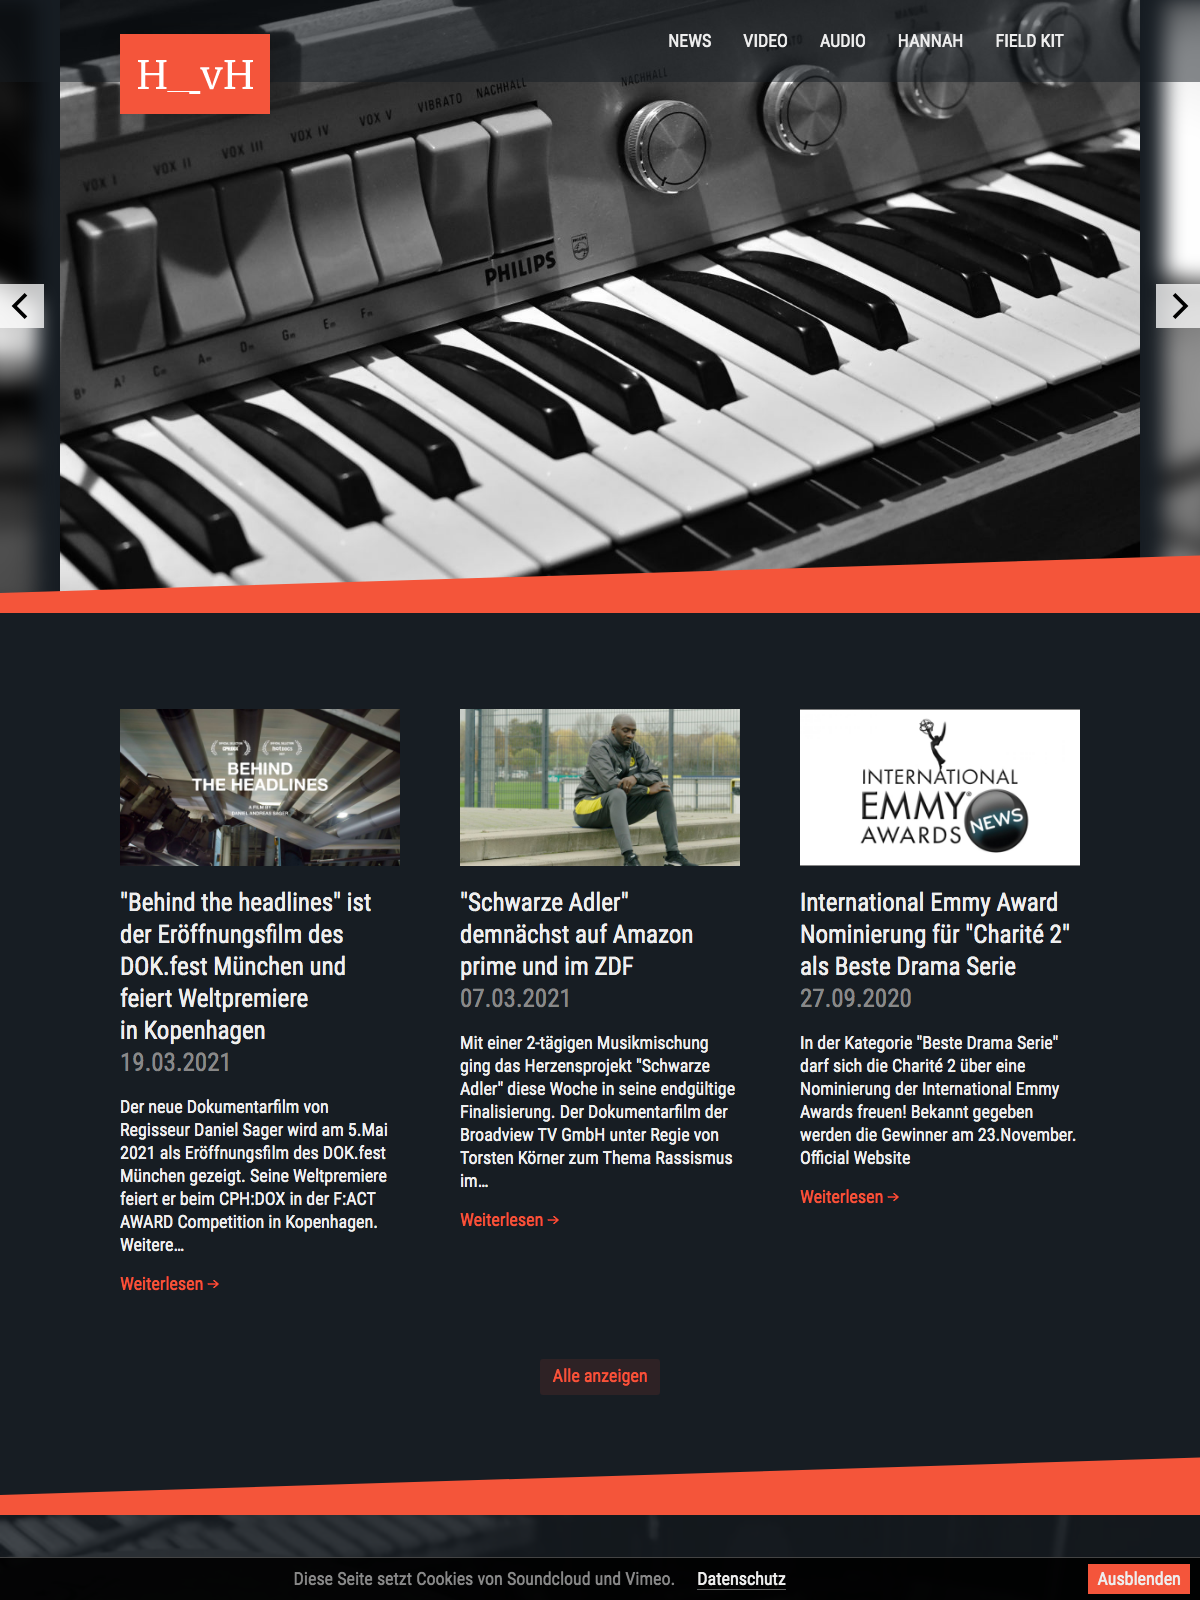 H__vH
NEWS VIDEO AUDIO HANNAH FIELD KIT
NACHHALL
VOX I VOX II VOX III VOX IV VOX V VIBRATO NACHHALL
PHILIPS
BEHIND
THE HEADLINES
A FILM BY
DANIEL ANDREAS SAGER
INTERNATIONAL
EMMY®
AWARDS NEWS
"Behind the headlines" ist
der Eröffnungsfilm des
DOK.fest München und
feiert Weltpremiere
in Kopenhagen
19.03.2021
Der neue Dokumentarfilm von
Regisseur Daniel Sager wird am 5.Mai
2021 als Eröffnungsfilm des DOK.fest
München gezeigt. Seine Weltpremiere
feiert er beim CPH:DOX in der F:ACT
AWARD Competition in Kopenhagen.
Weitere…
Weiterlesen →
"Schwarze Adler"
demnächst auf Amazon
prime und im ZDF
07.03.2021
Mit einer 2-tägigen Musikmischung
ging das Herzensprojekt "Schwarze
Adler" diese Woche in seine endgültige
Finalisierung. Der Dokumentarfilm der
Broadview TV GmbH unter Regie von
Torsten Körner zum Thema Rassismus
im…
Weiterlesen →
International Emmy Award
Nominierung für "Charité 2"
als Beste Drama Serie
27.09.2020
In der Kategorie "Beste Drama Serie"
darf sich die Charité 2 über eine
Nominierung der International Emmy
Awards freuen! Bekannt gegeben
werden die Gewinner am 23.November.
Official Website
Weiterlesen →
Alle anzeigen
Diese Seite setzt Cookies von Soundcloud und Vimeo. Datenschutz
Ausblenden